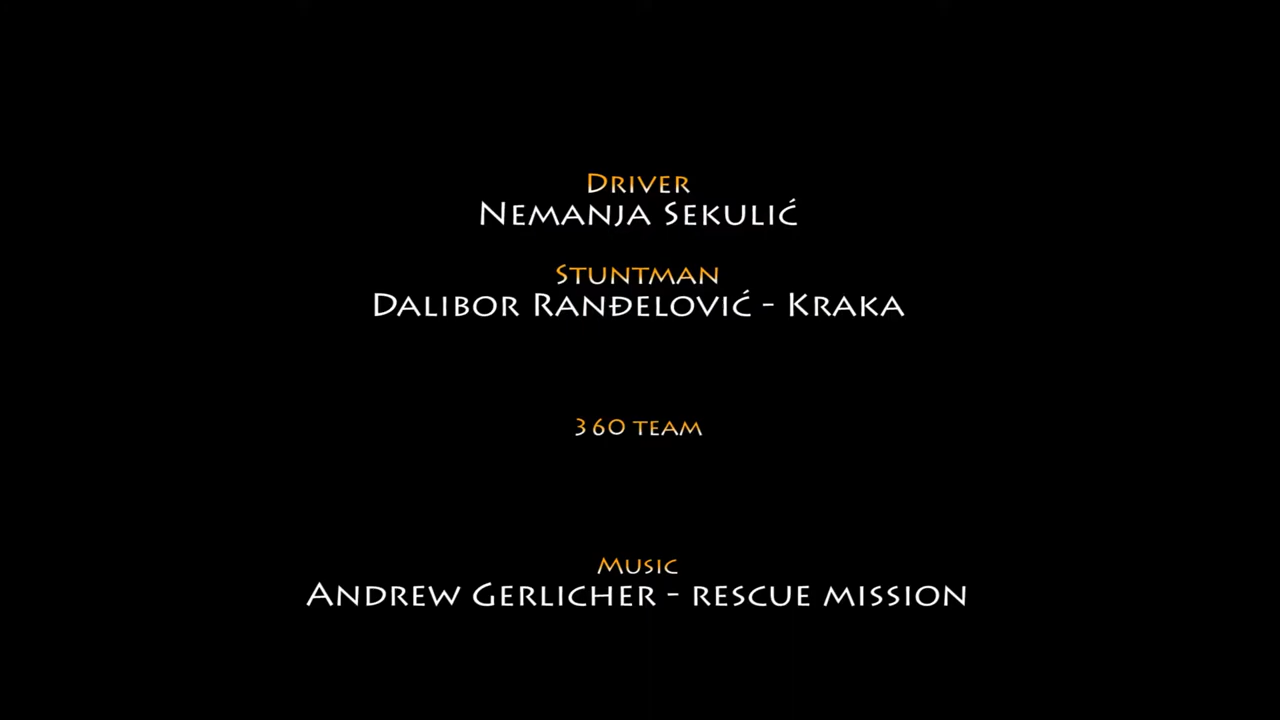 Driver
Nemanja Sekulić
Stuntman
Dalibor Ranđelović - Kraka
360 team
Music
Andrew Gerlicher - rescue mission